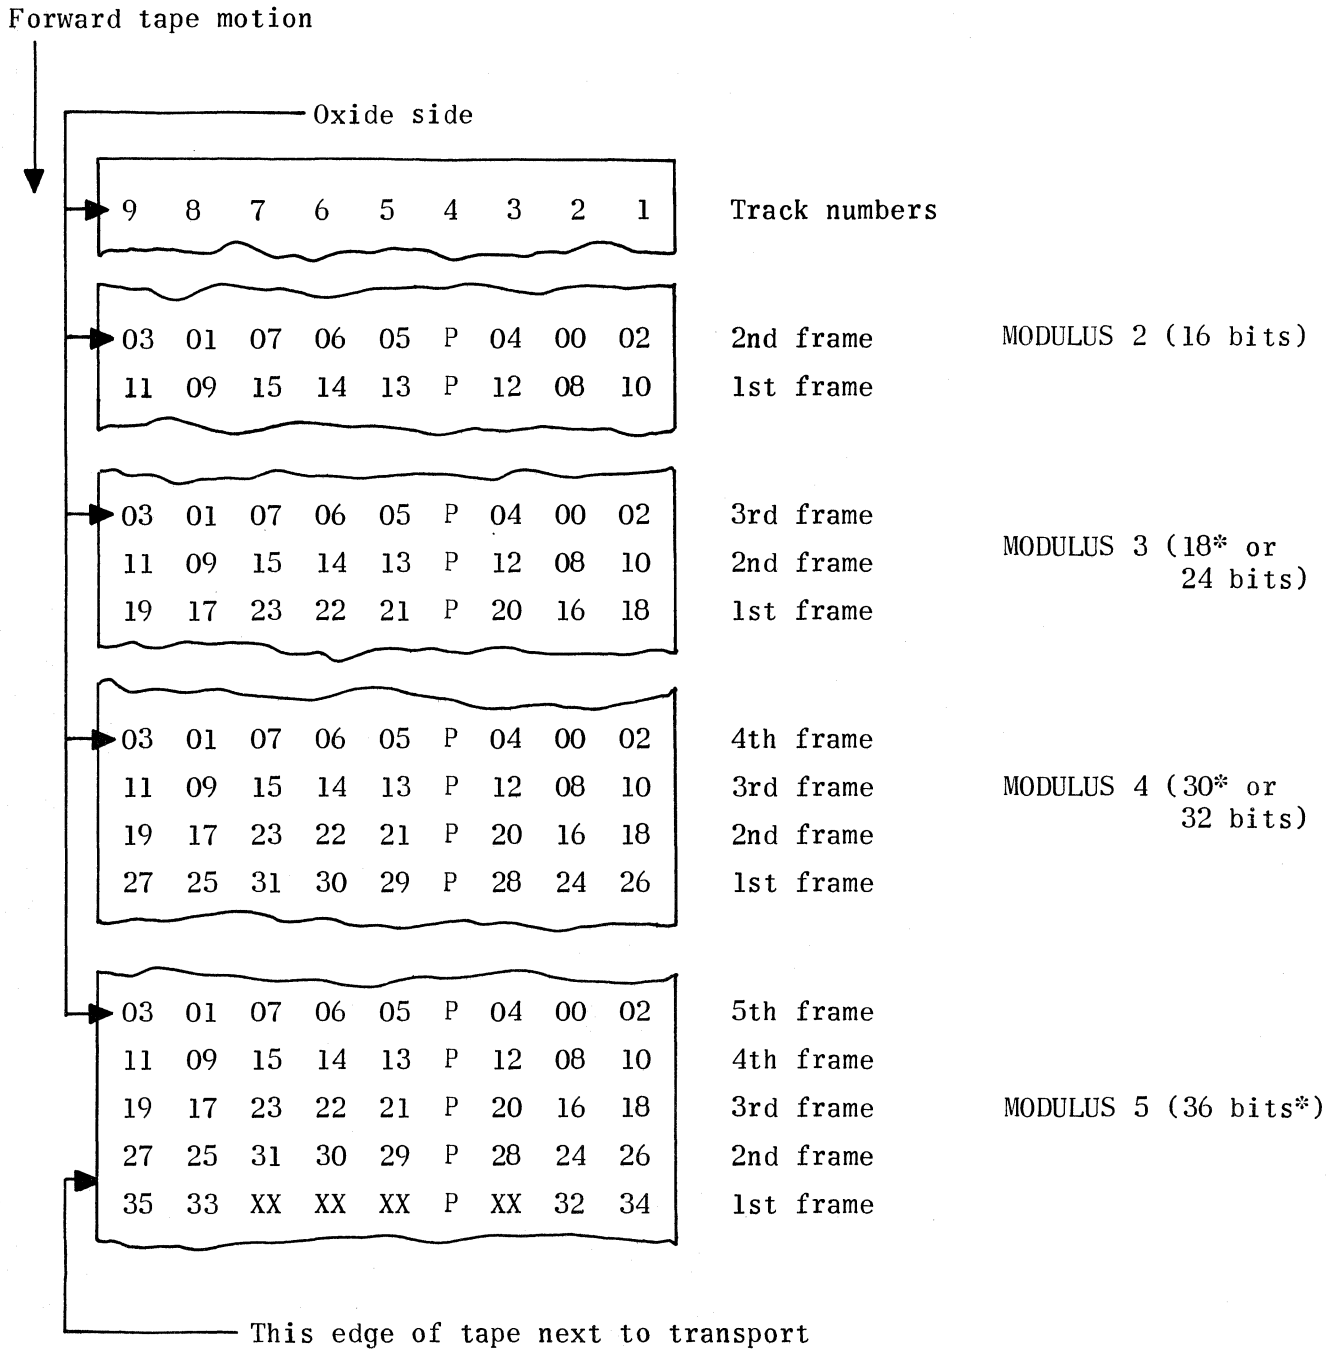 Forward tape motion
Oxide side
9 8 7 6 5 4 3 2 1 Track numbers
03 01 07 06 05 P 04 00 02 2nd frame MODULUS 2 (16 bits)
11 09 15 14 13 P 12 08 10 1st frame
03 01 07 06 05 P 04 00 02 3rd frame
MODULUS 3 (18* or
11 09 15 14 13 P 12 08 10 2nd frame
24 bits)
19 17 23 22 21 P 20 16 18 1st frame
03 01 07 06 05 P 04 00 02 4th frame
11 09 15 14 13 P 12 08 10 3rd frame MODULUS 4 (30* or
32 bits)
19 17 23 22 21 P 20 16 18 2nd frame
27 25 31 30 29 P 28 24 26 1st frame
03 01 07 06 05 P 04 00 02 5th frame
11 09 15 14 13 P 12 08 10 4th frame
19 17 23 22 21 P 20 16 18 3rd frame MODULUS 5 (36 bits*)
27 25 31 30 29 P 28 24 26 2nd frame
35 33 XX XX XX P XX 32 34 1st frame
This edge of tape next to transport